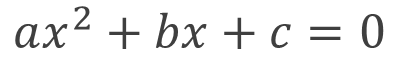 ax² + bx + c = 0